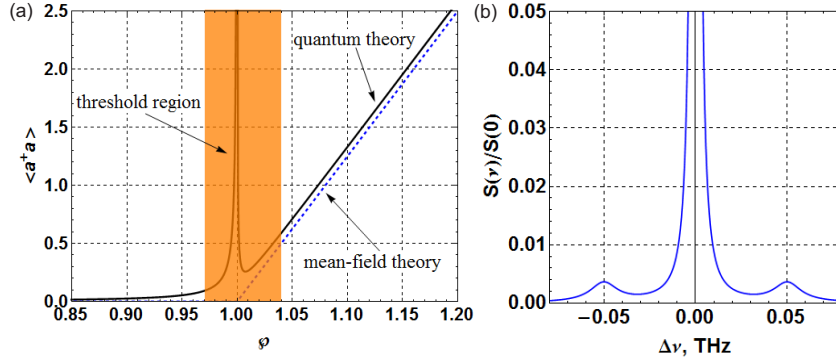 (a)
2.5
2.0
1.5
1.0
0.5
0.0
<a⁺a>
quantum theory
threshold region
mean-field theory
0.85 0.90 0.95 1.00 1.05 1.10 1.15 1.20
℘
(b)
0.05
0.04
0.03
0.02
0.01
0.00
S(ν)/S(0)
−0.05 0.00 0.05
Δν, THz